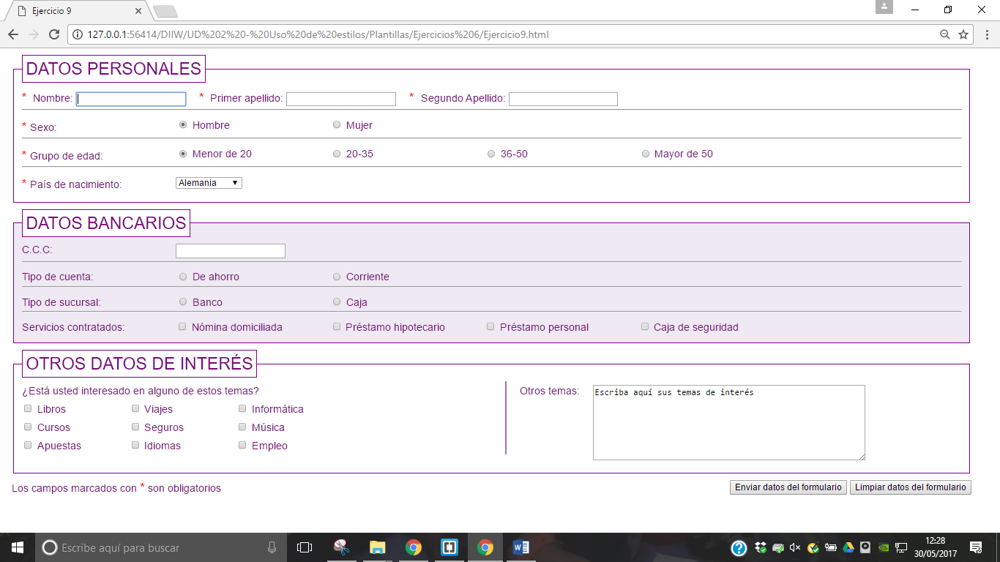 Ejercicio 9
127.0.0.1:56414/DIIW/UD%202%20-%20Uso%20de%20estilos/Plantillas/Ejercicios%206/Ejercicio9.html
DATOS PERSONALES
* Nombre: * Primer apellido: * Segundo Apellido:
* Sexo: Hombre Mujer
* Grupo de edad: Menor de 20 20-35 36-50 Mayor de 50
* País de nacimiento: Alemania
DATOS BANCARIOS
C.C.C:
Tipo de cuenta: De ahorro Corriente
Tipo de sucursal: Banco Caja
Servicios contratados: Nómina domiciliada Préstamo hipotecario Préstamo personal Caja de seguridad
OTROS DATOS DE INTERÉS
¿Está usted interesado en alguno de estos temas?
Libros Viajes Informática
Cursos Seguros Música
Apuestas Idiomas Empleo
Otros temas: Escriba aquí sus temas de interés
Los campos marcados con * son obligatorios
Enviar datos del formulario Limpiar datos del formulario
Escribe aquí para buscar
12:28
30/05/2017